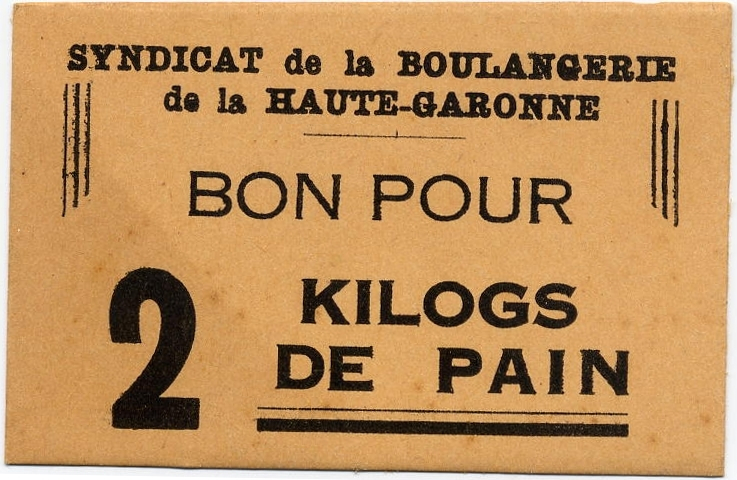 SYNDICAT de la BOULANGERIE
de la HAUTE-GARONNE
BON POUR
2 KILOGS
DE PAIN